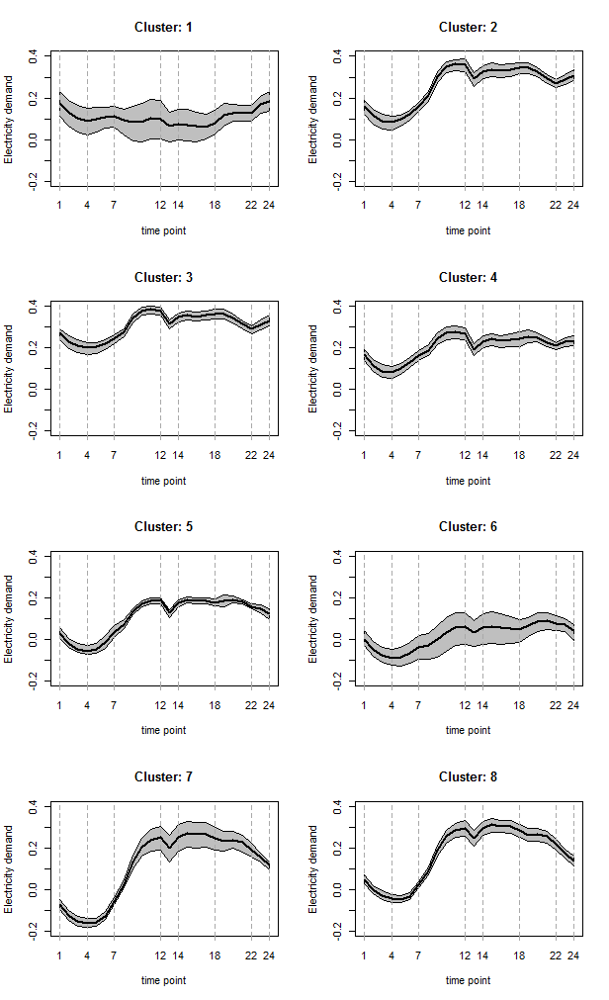 Cluster: 1
Electricity demand
0.4
0.2
0.0
-0.2
1 4 7 12 14 18 22 24
time point
Cluster: 2
Electricity demand
0.4
0.2
0.0
-0.2
1 4 7 12 14 18 22 24
time point
Cluster: 3
Electricity demand
0.4
0.2
0.0
-0.2
1 4 7 12 14 18 22 24
time point
Cluster: 4
Electricity demand
0.4
0.2
0.0
-0.2
1 4 7 12 14 18 22 24
time point
Cluster: 5
Electricity demand
0.4
0.2
0.0
-0.2
1 4 7 12 14 18 22 24
time point
Cluster: 6
Electricity demand
0.4
0.2
0.0
-0.2
1 4 7 12 14 18 22 24
time point
Cluster: 7
Electricity demand
0.4
0.2
0.0
-0.2
1 4 7 12 14 18 22 24
time point
Cluster: 8
Electricity demand
0.4
0.2
0.0
-0.2
1 4 7 12 14 18 22 24
time point